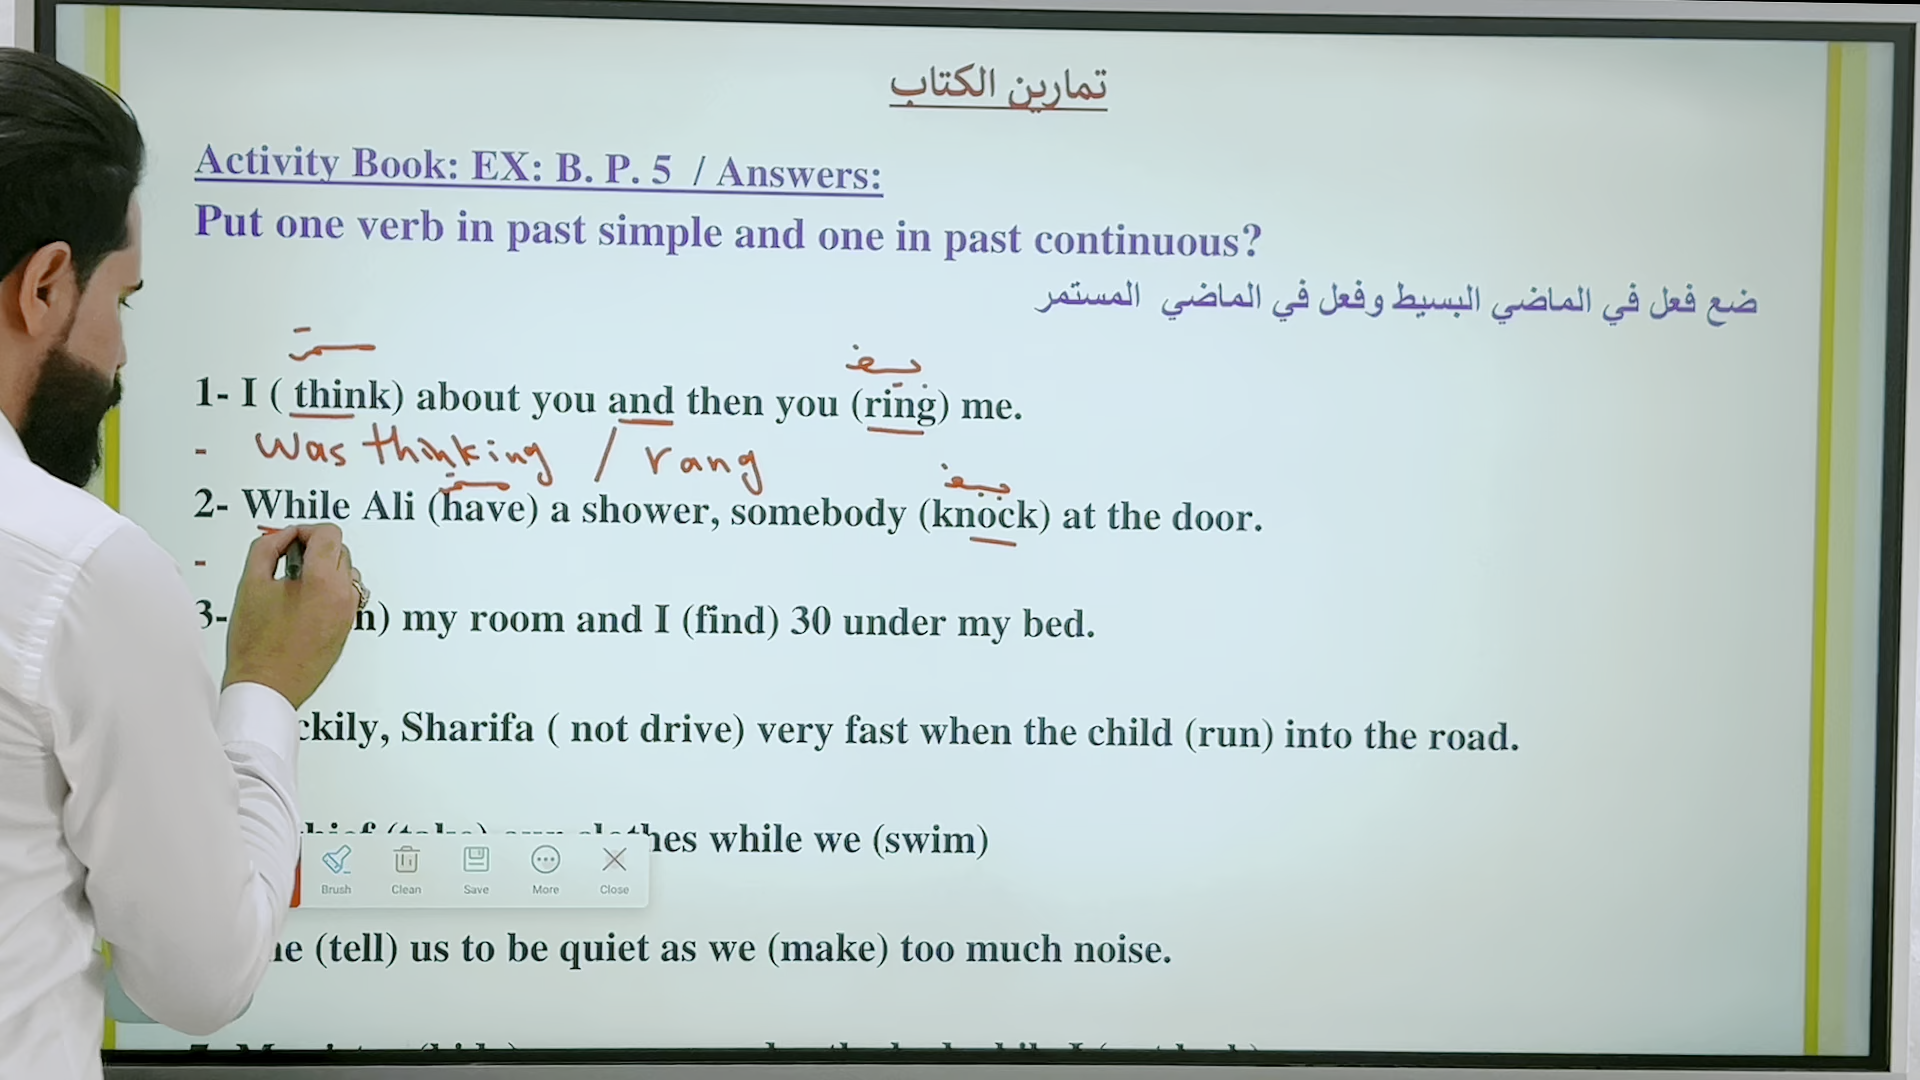 تمارين الكتاب
Activity Book: EX: B. P. 5 / Answers:
Put one verb in past simple and one in past continuous?
ضع فعل في الماضي البسيط وفعل في الماضي المستمر
1- I ( think) about you and then you (ring) me.
- was thinking / rang
2- While Ali (have) a shower, somebody (knock) at the door.
-
3- my room and I (find) 30 under my bed.
Sharifa ( not drive) very fast when the child (run) into the road.
while we (swim)
(tell) us to be quiet as we (make) too much noise.
Brush Clean Save More Close